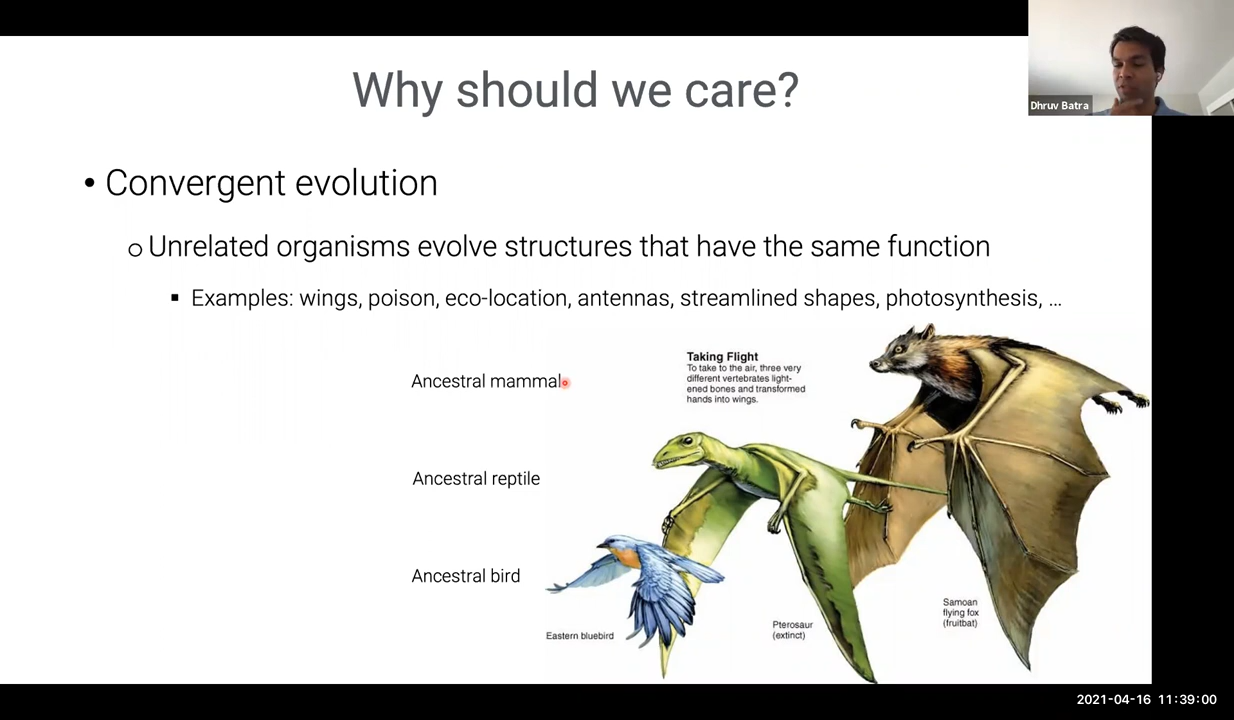 Why should we care?
Dhruv Batra
• Convergent evolution
o Unrelated organisms evolve structures that have the same function
▪ Examples: wings, poison, eco-location, antennas, streamlined shapes, photosynthesis, ...
Taking Flight
To take to the air, three very
different vertebrates light-
ened bones and transformed
hands into wings.
Ancestral mammal
Ancestral reptile
Ancestral bird
Eastern bluebird
Pterosaur
(extinct)
Samoan
flying fox
(fruitbat)
2021-04-16 11:39:00